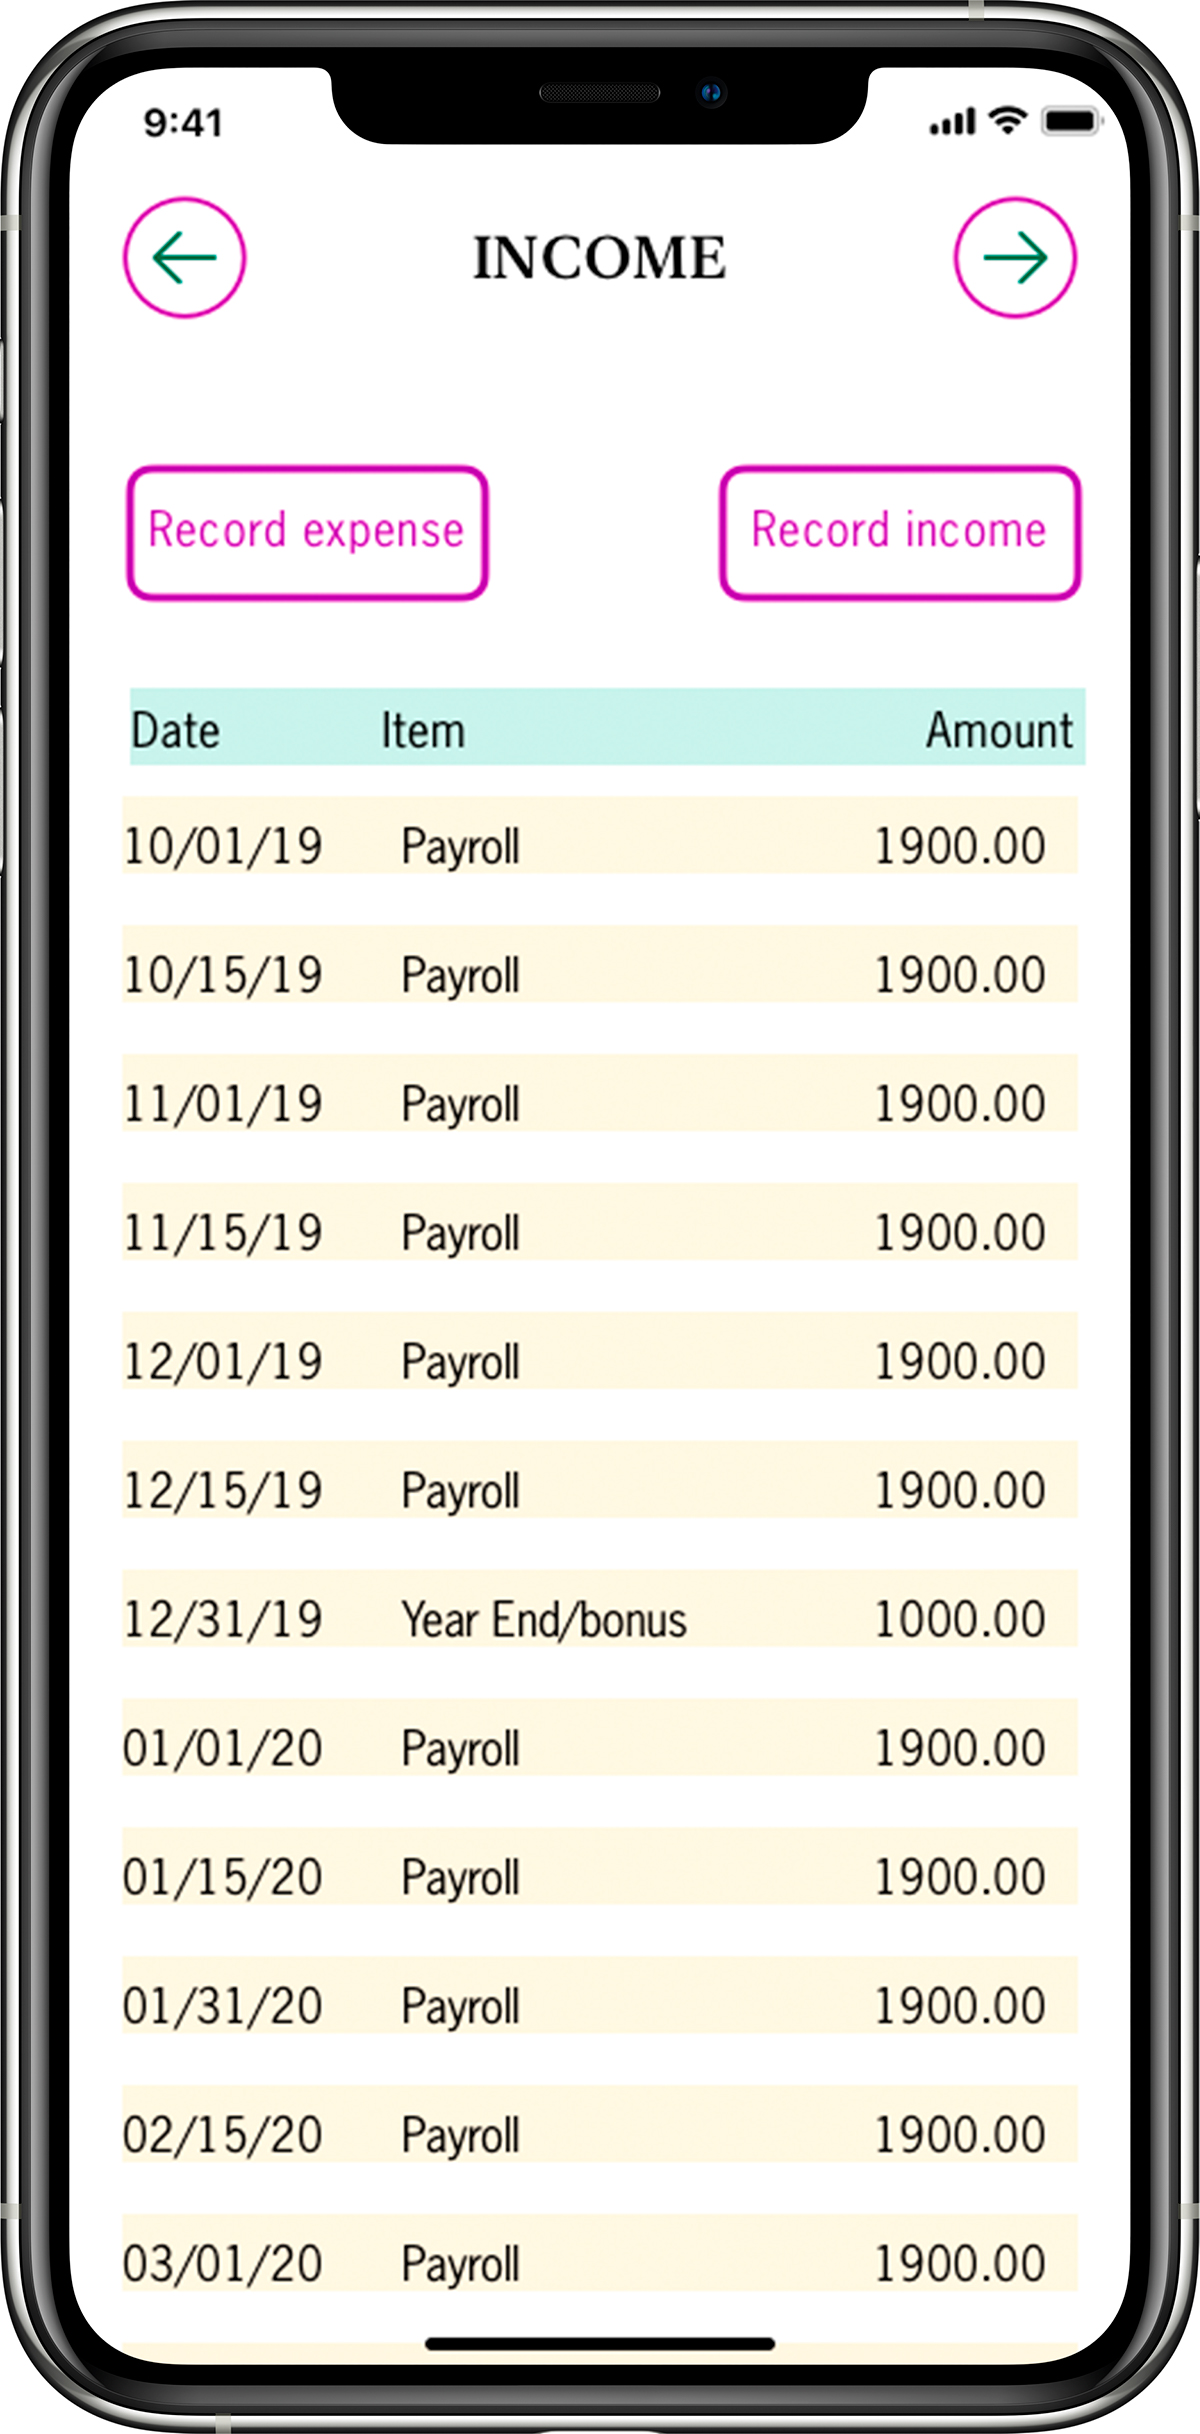 9:41
INCOME
Record expense
Record income
Date Item Amount
10/01/19 Payroll 1900.00
10/15/19 Payroll 1900.00
11/01/19 Payroll 1900.00
11/15/19 Payroll 1900.00
12/01/19 Payroll 1900.00
12/15/19 Payroll 1900.00
12/31/19 Year End/bonus 1000.00
01/01/20 Payroll 1900.00
01/15/20 Payroll 1900.00
01/31/20 Payroll 1900.00
02/15/20 Payroll 1900.00
03/01/20 Payroll 1900.00